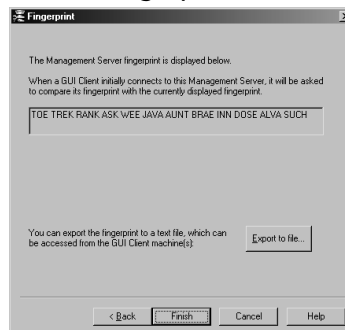 Fingerprint
The Management Server fingerprint is displayed below.
When a GUI Client initially connects to this Management Server, it will be asked
to compare its fingerprint with the currently displayed fingerprint.
TOE TREK RANK ASK WEE JAVA AUNT BRAE INN DOSE ALVA SUCH
You can export the fingerprint to a text file, which can
be accessed from the GUI Client machine(s):
Export to file...
< Back Finish Cancel Help